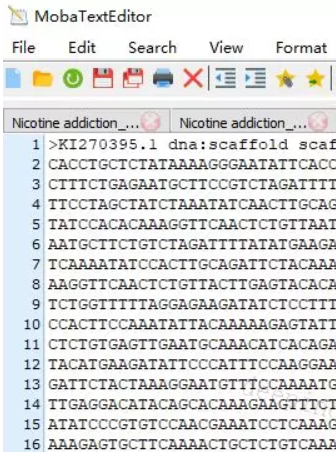 MobaTextEditor
File Edit Search View Format
Nicotine addiction_... Nicotine addiction_...
1 >KI270395.1 dna:scaffold scaf
2 CACCTGCTCTATAAAAGGGAATATTCACC
3 CTTTCTGAGAATGCTTCCGTCTAGATTTT
4 TTCCTAGCTATCTAAATATCAACTTGCAG
5 TATCCACACAAAGGTTCAACTCTGTTAAT
6 AATGCTTCTGTCTAGATTTTATATGAAGA
7 TCAAAATATCCACTTGCAGATTCTACAAA
8 AAGGTTCAACTCTGTTACTTGAGTACACA
9 TCTGGTTTTTAGGAGAAGATATCTCCTTT
10 CCACTTCCAAATATTACAAAAAGAGTATT
11 CTCTGTGAGTTGAATGCAAACATCACAGA
12 TACATGAAGATATTCCCATTTCCAAGGAA
13 GATTCTACTAAAGGAATGTTTCCAAAATG
14 TTGAGGACATACAGCACAAAGAAGTTTCT
15 ATATCCCGTGTCCAACGAAATCCTCAAAG
16 AAAGAGTGCTTCAAAACTGCTCTGTCAAA